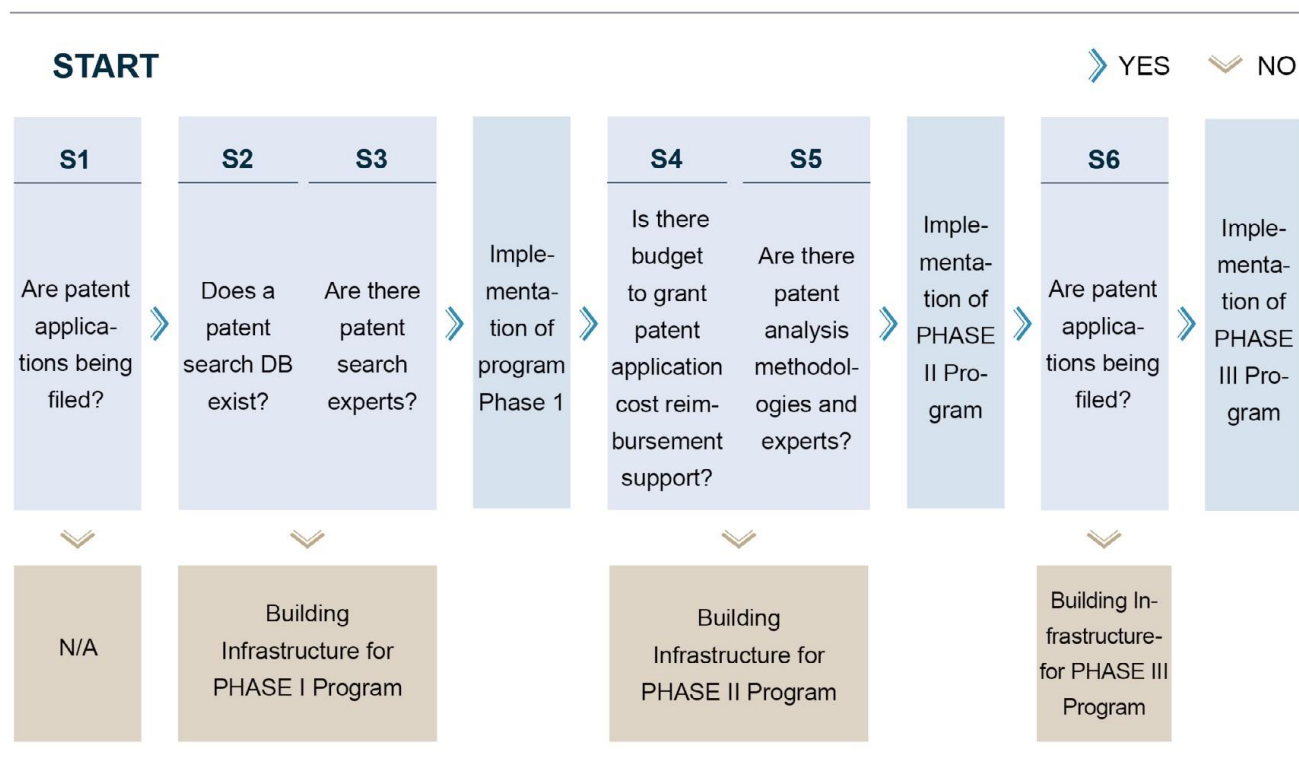 START
YES
NO
S1
Are patent
applica-
tions being
filed?
S2
Does a
patent
search DB
exist?
S3
Are there
patent
search
experts?
Imple-
menta-
tion of
program
Phase 1
S4
Is there
budget
to grant
patent
application
cost reim-
bursement
support?
S5
Are there
patent
analysis
methodol-
ogies and
experts?
Imple-
menta-
tion of
PHASE
II Pro-
gram
S6
Are patent
applica-
tions being
filed?
Imple-
menta-
tion of
PHASE
III Pro-
gram
N/A
Building
Infrastructure for
PHASE I Program
Building
Infrastructure for
PHASE II Program
Building In-
frastructure-
for PHASE III
Program